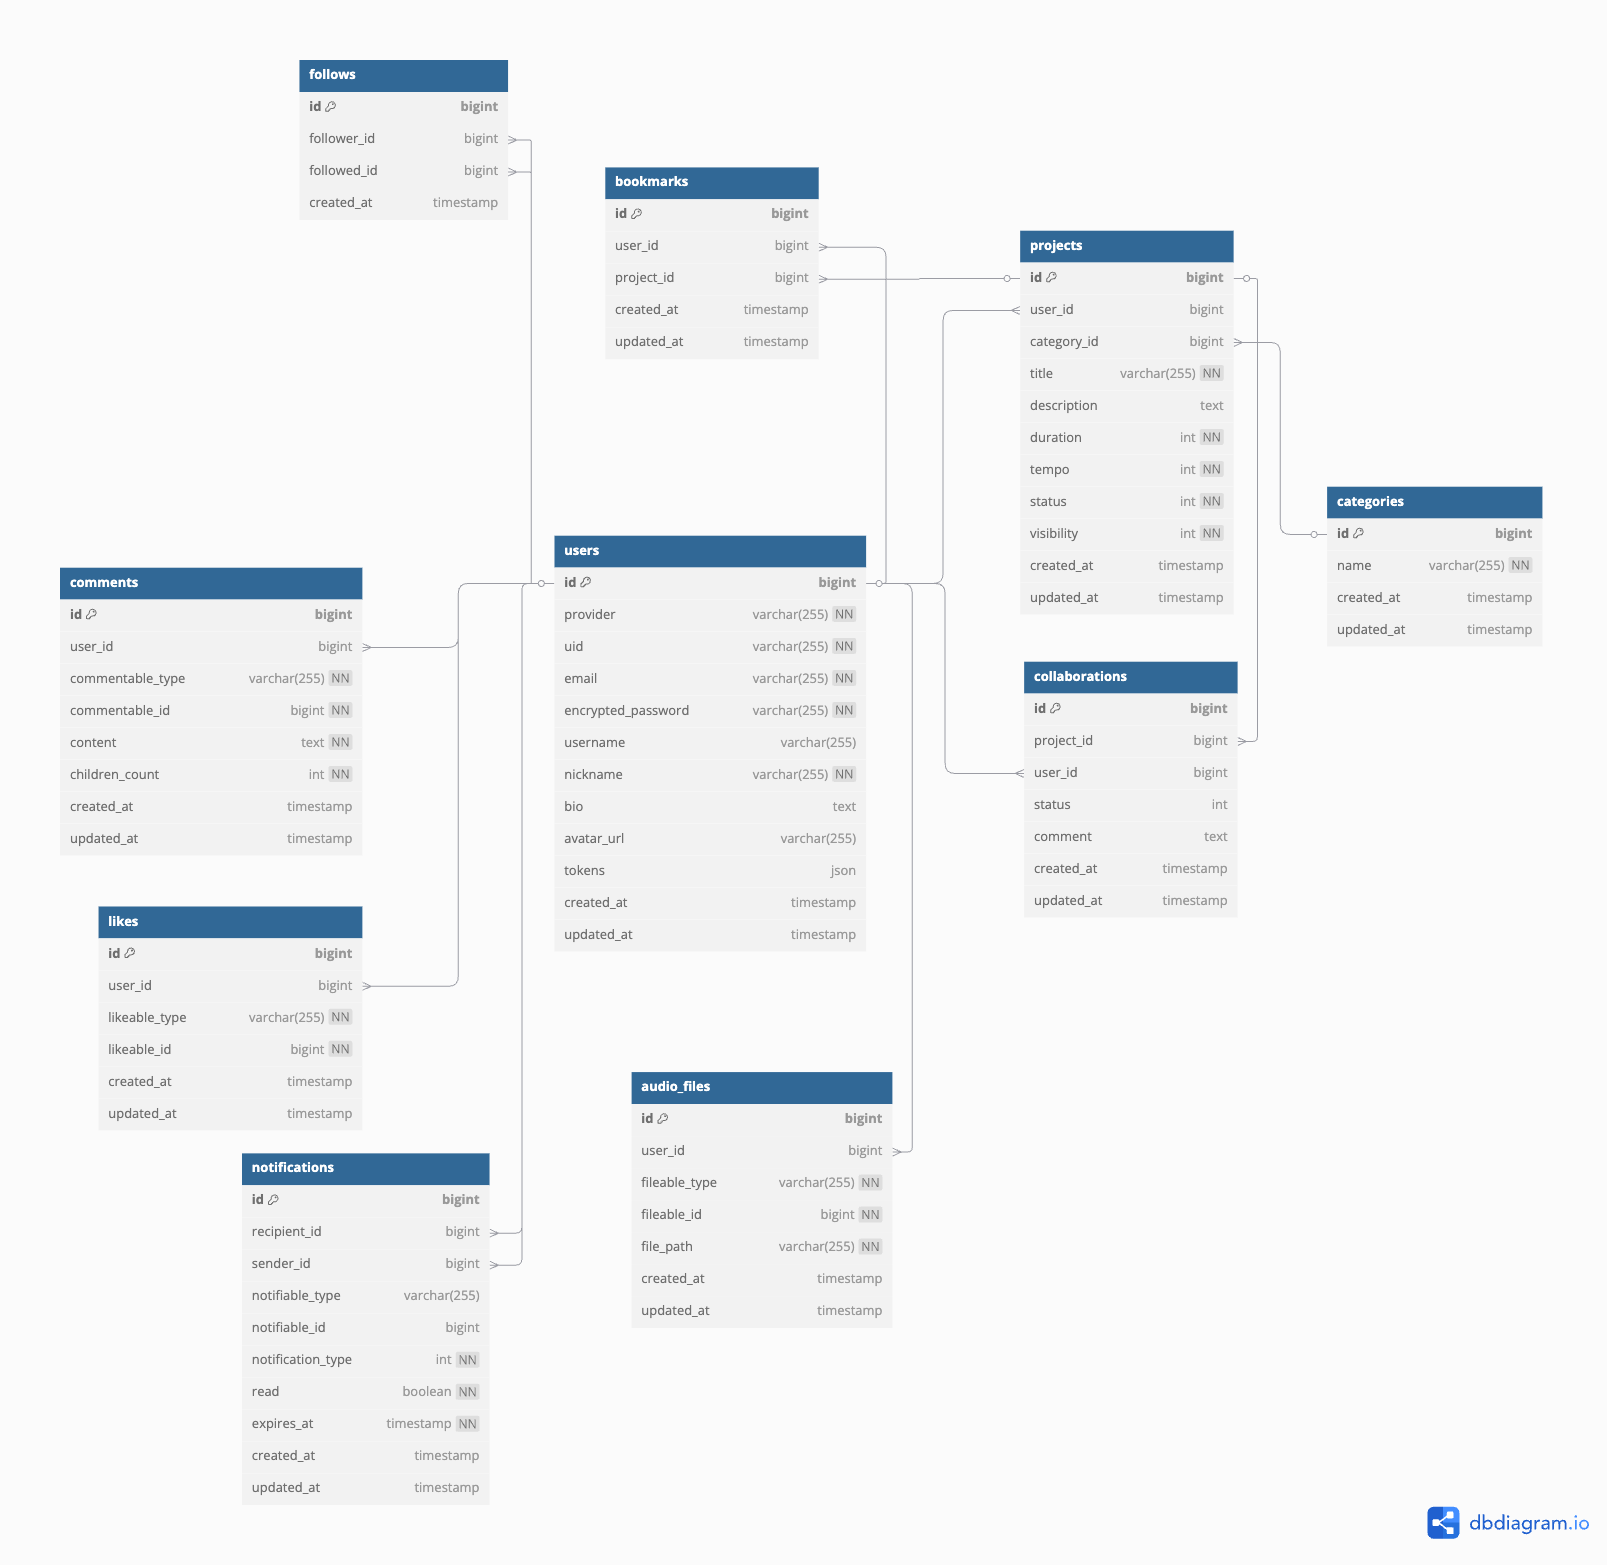 follows
id bigint
follower_id bigint
followed_id bigint
created_at timestamp
bookmarks
id bigint
user_id bigint
project_id bigint
created_at timestamp
updated_at timestamp
projects
id bigint
user_id bigint
category_id bigint
title varchar(255) NN
description text
duration int NN
tempo int NN
status int NN
visibility int NN
created_at timestamp
updated_at timestamp
categories
id bigint
name varchar(255) NN
created_at timestamp
updated_at timestamp
users
id bigint
provider varchar(255) NN
uid varchar(255) NN
email varchar(255) NN
encrypted_password varchar(255) NN
username varchar(255)
nickname varchar(255) NN
bio text
avatar_url varchar(255)
tokens json
created_at timestamp
updated_at timestamp
comments
id bigint
user_id bigint
commentable_type varchar(255) NN
commentable_id bigint NN
content text NN
children_count int NN
created_at timestamp
updated_at timestamp
collaborations
id bigint
project_id bigint
user_id bigint
status int
comment text
created_at timestamp
updated_at timestamp
likes
id bigint
user_id bigint
likeable_type varchar(255) NN
likeable_id bigint NN
created_at timestamp
updated_at timestamp
audio_files
id bigint
user_id bigint
fileable_type varchar(255) NN
fileable_id bigint NN
file_path varchar(255) NN
created_at timestamp
updated_at timestamp
notifications
id bigint
recipient_id bigint
sender_id bigint
notifiable_type varchar(255)
notifiable_id bigint
notification_type int NN
read boolean NN
expires_at timestamp NN
created_at timestamp
updated_at timestamp
dbdiagram.io